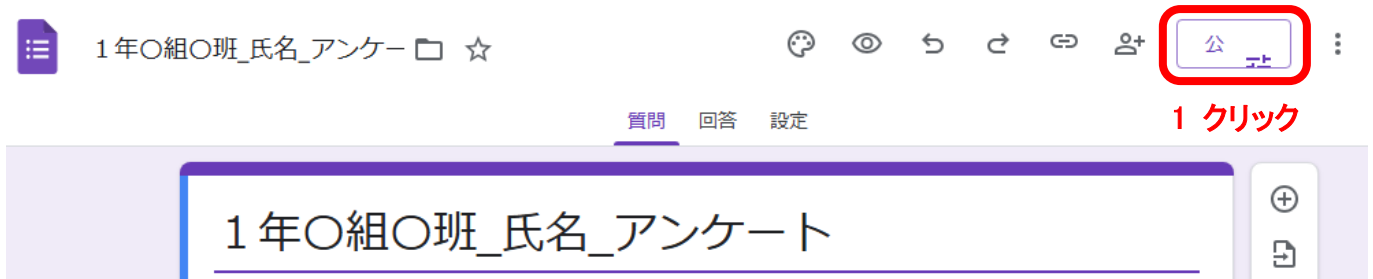 １年〇組〇班_氏名_アンケー
公
１ クリック
質問 回答 設定
１年〇組〇班_氏名_アンケート